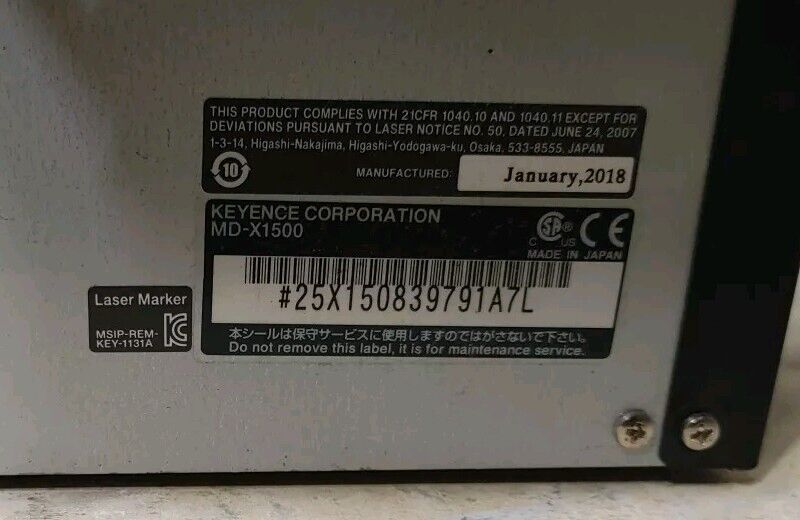 THIS PRODUCT COMPLIES WITH 21CFR 1040.10 AND 1040.11 EXCEPT FOR
DEVIATIONS PURSUANT TO LASER NOTICE NO. 50, DATED JUNE 24, 2007
1-3-14, Higashi-Nakajima, Higashi-Yodogawa-ku, Osaka, 533-8555, JAPAN
10
MANUFACTURED: January,2018
KEYENCE CORPORATION
MD-X1500
C SP® US CE
MADE IN JAPAN
#25X150839791A7L
本シールは保守サービスに使用しますのではがさないで下さい。
Do not remove this label, it is for maintenance service.
Laser Marker
MSIP-REM-
KEY-1131A